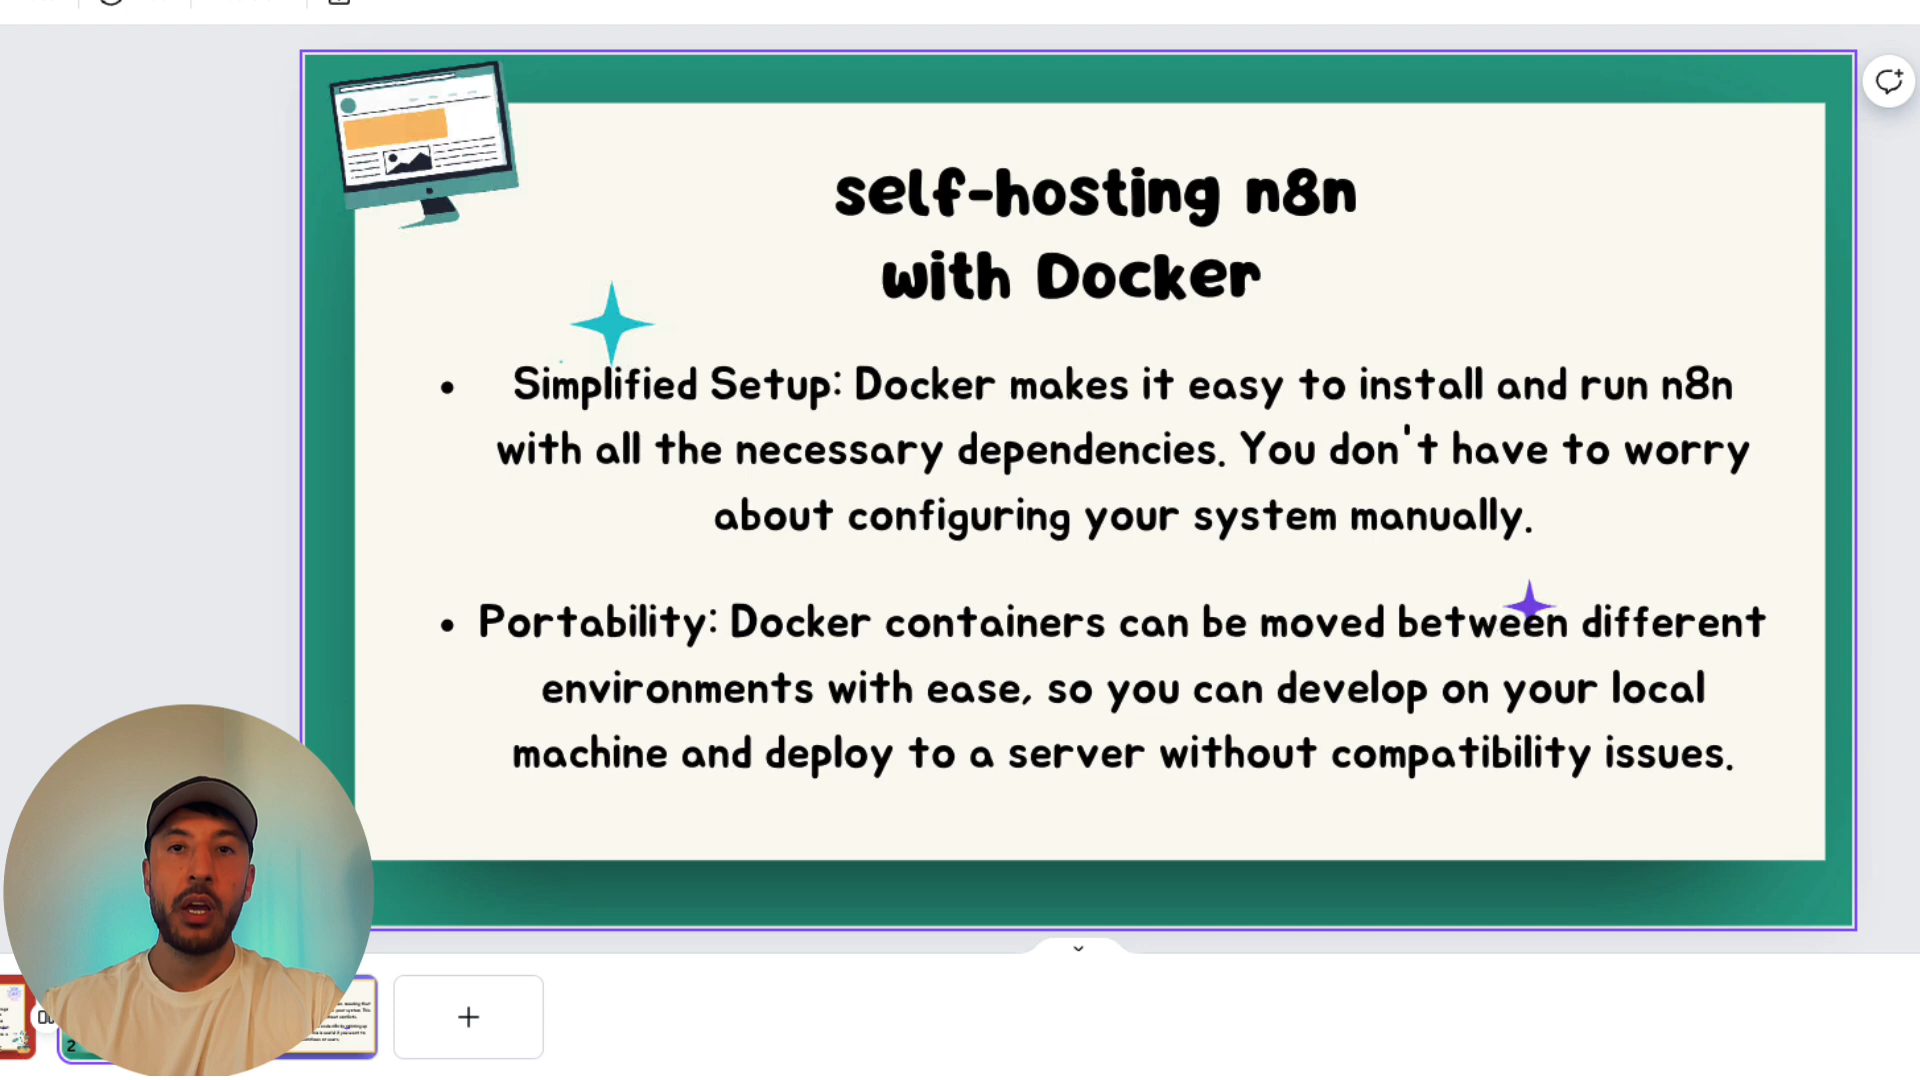 self-hosting n8n
with Docker
• Simplified Setup: Docker makes it easy to install and run n8n
with all the necessary dependencies. You don't have to worry
about configuring your system manually.
• Portability: Docker containers can be moved between different
environments with ease, so you can develop on your local
machine and deploy to a server without compatibility issues.
2